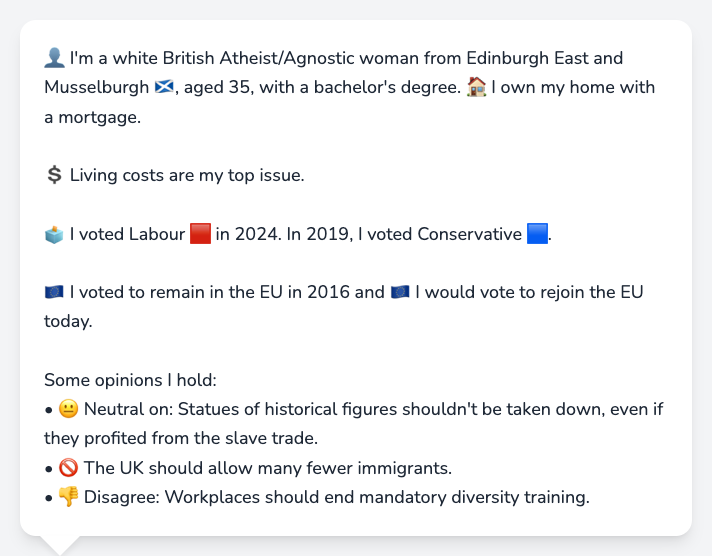 👤 I'm a white British Atheist/Agnostic woman from Edinburgh East and
Musselburgh 🏴󠁧󠁢󠁳󠁣󠁴󠁿, aged 35, with a bachelor's degree. 🏠 I own my home with
a mortgage.
💲 Living costs are my top issue.
🗳️ I voted Labour 🟥 in 2024. In 2019, I voted Conservative 🟦.
🇪🇺 I voted to remain in the EU in 2016 and 🇪🇺 I would vote to rejoin the EU
today.
Some opinions I hold:
• 😐 Neutral on: Statues of historical figures shouldn't be taken down, even if
they profited from the slave trade.
• 🚫 The UK should allow many fewer immigrants.
• 👎 Disagree: Workplaces should end mandatory diversity training.